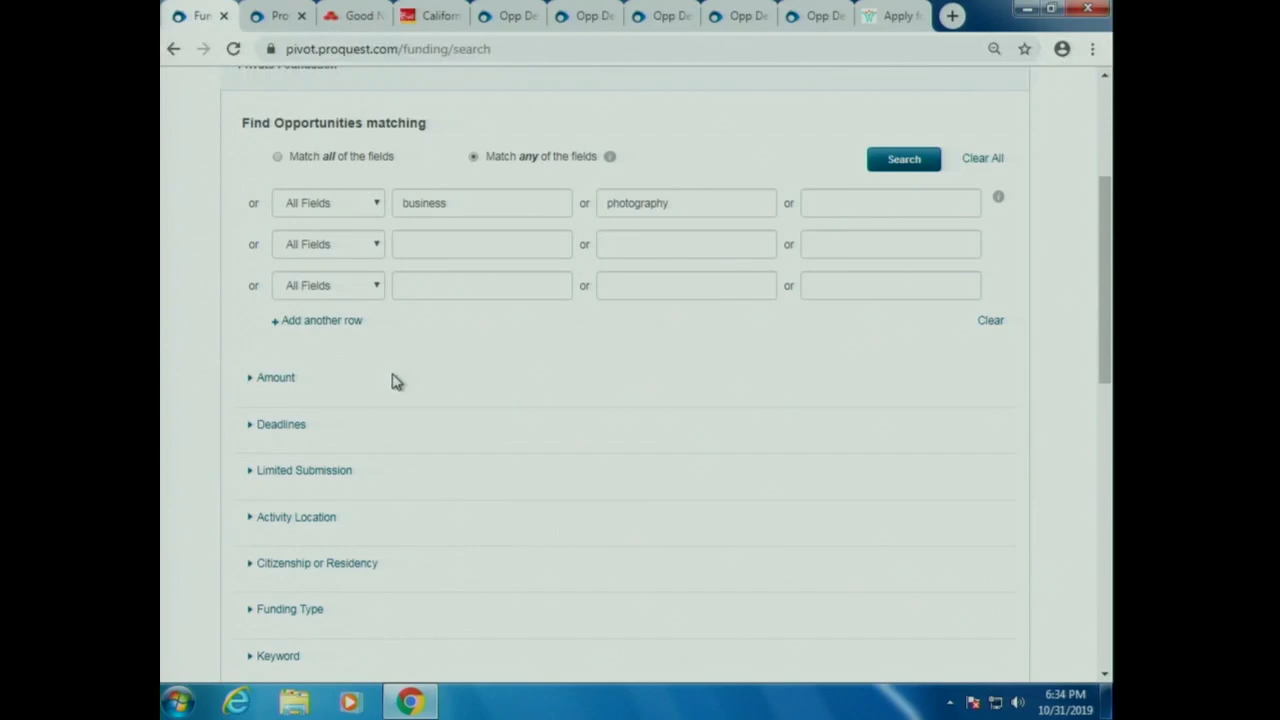 Fun
Pro
Good N
Californ
Opp De
Opp De
Opp De
Opp De
Opp De
Apply f
pivot.proquest.com/funding/search
Find Opportunities matching
Match all of the fields
Match any of the fields
Search
Clear All
or All Fields business or photography or
or All Fields or or
or All Fields or or
+ Add another row
Clear
Amount
Deadlines
Limited Submission
Activity Location
Citizenship or Residency
Funding Type
Keyword
6:34 PM
10/31/2019